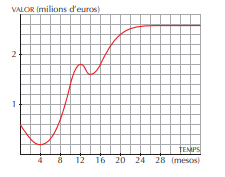 VALOR (milions d'euros)
2
1
TEMPS
4 8 12 16 20 24 28 (mesos)